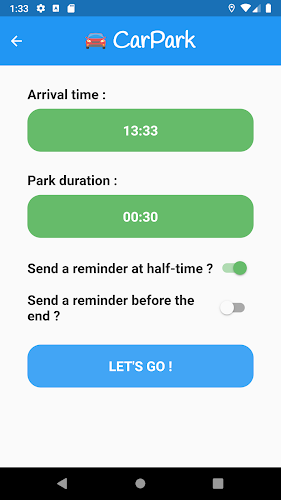 1:33
CarPark
Arrival time :
13:33
Park duration :
00:30
Send a reminder at half-time ?
Send a reminder before the
end ?
LET'S GO !